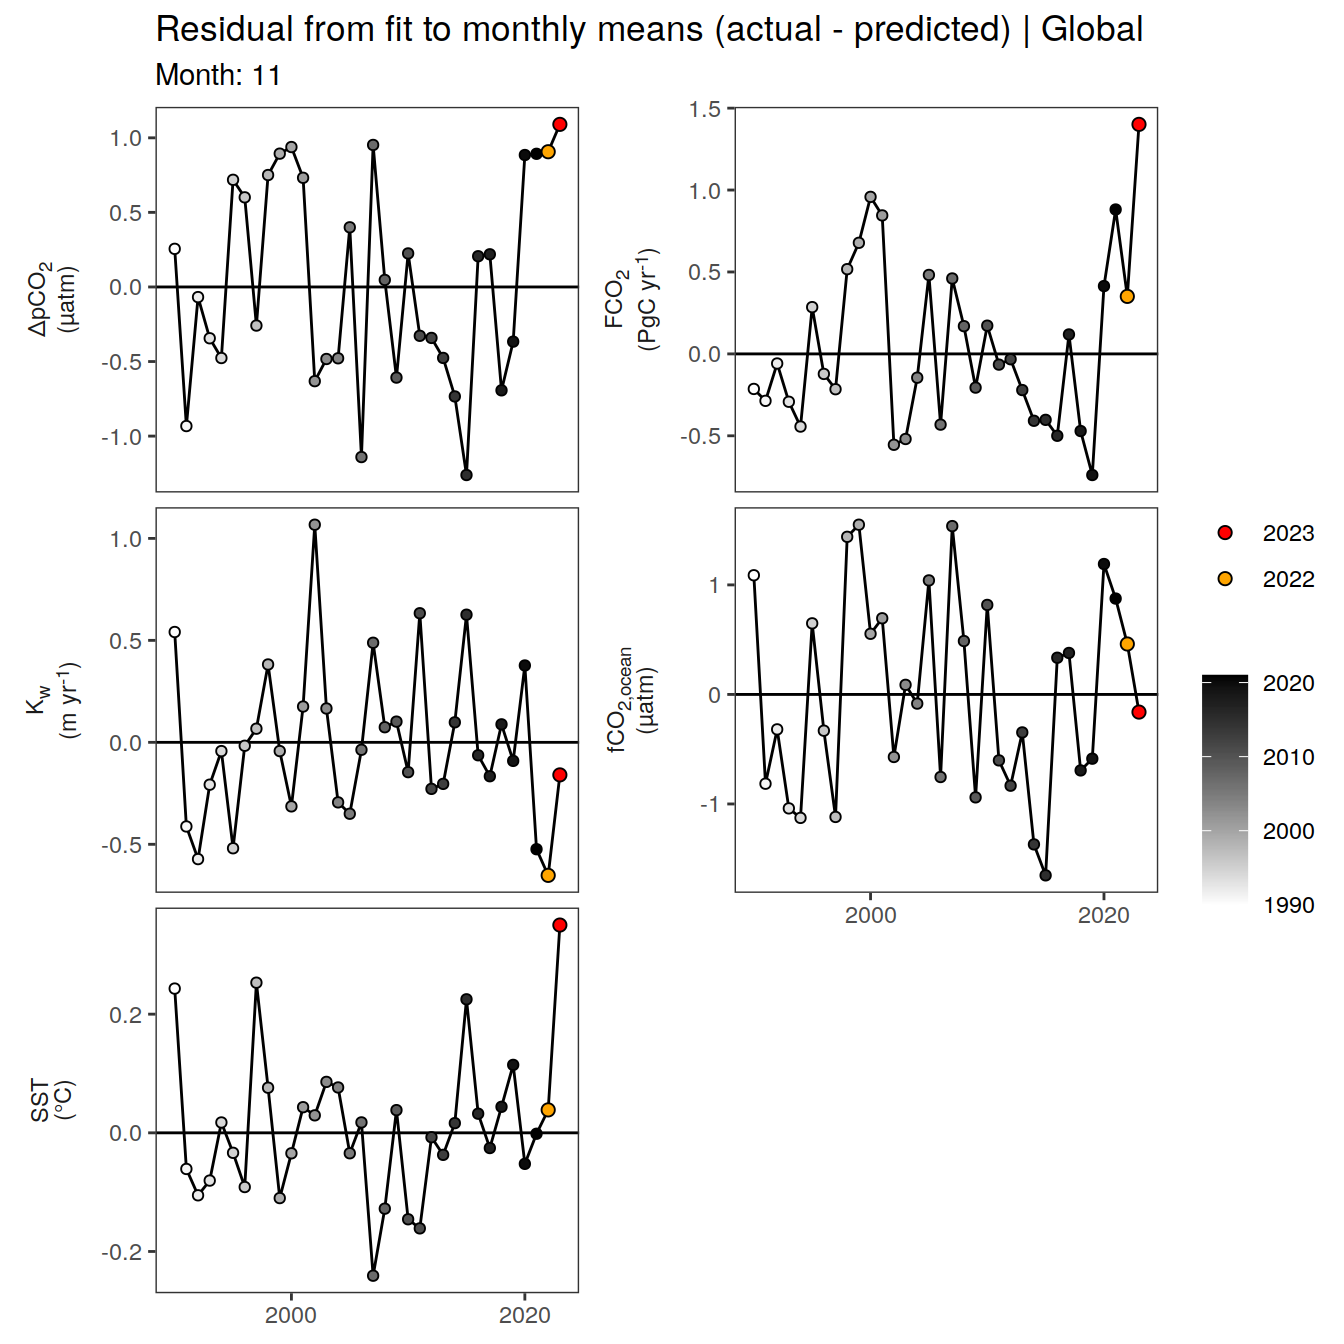 Residual from fit to monthly means (actual - predicted) | Global
Month: 11
ΔpCO₂
(µatm)
1.0
0.5
0.0
-0.5
-1.0
FCO₂
(PgC yr⁻¹)
1.5
1.0
0.5
0.0
-0.5
K_w
(m yr⁻¹)
1.0
0.5
0.0
-0.5
fCO₂,ocean
(µatm)
1
0
-1
2000
2020
SST
(°C)
0.2
0.0
-0.2
2000
2020
2023
2022
2020
2010
2000
1990